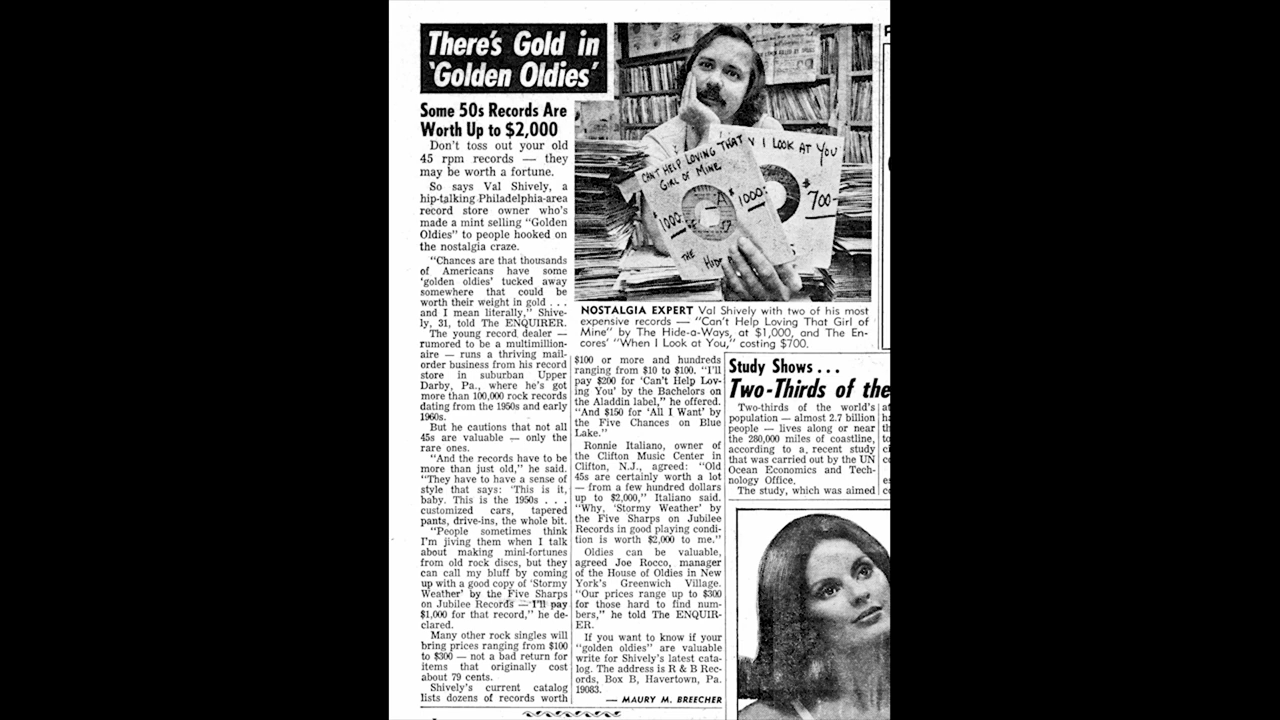 There's Gold in
'Golden Oldies'
Some 50s Records Are
Worth Up to $2,000
Don't toss out your old
45 rpm records — they
may be worth a fortune.
So says Val Shively, a
hip-talking Philadelphia-area
record store owner who's
made a mint selling "Golden
Oldies" to people hooked on
the nostalgia craze.
"Chances are that thousands
of Americans have some
'golden oldies' tucked away
somewhere that could be
worth their weight in gold . . .
and I mean literally," Shive-
ly, 31, told The ENQUIRER.
The young record dealer —
rumored to be a multimillion-
aire — runs a thriving mail-
order business from his record
store in suburban Upper
Darby, Pa., where he's got
more than 100,000 rock records
dating from the 1950s and early
1960s.
But he cautions that not all
45s are valuable — only the
rare ones.
"And the records have to be
more than just old," he said.
"They have to have a sense of
style that says: 'This is it,
baby. This is the 1950s . . .
customized cars, tapered
pants, drive-ins, the whole bit.
"People sometimes think
I'm jiving them when I talk
about making mini-fortunes
from old rock discs, but they
can call my bluff by coming
up with a good copy of 'Stormy
Weather' by the Five Sharps
on Jubilee Records — I'll pay
$1,000 for that record," he de-
clared.
Many other rock singles will
bring prices ranging from $100
to $300 — not a bad return for
items that originally cost
about 79 cents.
Shively's current catalog
lists dozens of records worth
CAN'T HELP LOVING THAT
GIRL OF MINE
$1000-
$1000-
THE
HIDE
I LOOK AT YOU
$700-
NOSTALGIA EXPERT Val Shively with two of his most
expensive records — "Can't Help Loving That Girl of
Mine" by The Hide-a-Ways, at $1,000, and The En-
cores' "When I Look at You," costing $700.
$100 or more and hundreds
ranging from $10 to $100. "I'll
pay $200 for 'Can't Help Lov-
ing You' by the Bachelors on
the Aladdin label," he offered.
"And $150 for 'All I Want' by
the Five Chances on Blue
Lake."
Ronnie Italiano, owner of
the Clifton Music Center in
Clifton, N.J., agreed: "Old
45s are certainly worth a lot
— from a few hundred dollars
up to $2,000," Italiano said.
"Why, 'Stormy Weather' by
the Five Sharps on Jubilee
Records in good playing condi-
tion is worth $2,000 to me."
Oldies can be valuable,
agreed Joe Rocco, manager
of the House of Oldies in New
York's Greenwich Village.
"Our prices range up to $300
for those hard to find num-
bers," he told The ENQUIR-
ER.
If you want to know if your
"golden oldies" are valuable
write for Shively's latest cata-
log. The address is R & B Rec-
ords, Box B, Havertown, Pa.
19083.
— MAURY M. BREECHER
Study Shows . . .
Two-Thirds of the
Two-thirds of the world's
population — almost 2.7 billion
people — lives along or near
the 280,000 miles of coastline,
according to a recent study
that was carried out by the UN
Ocean Economics and Tech-
nology Office.
The study, which was aimed